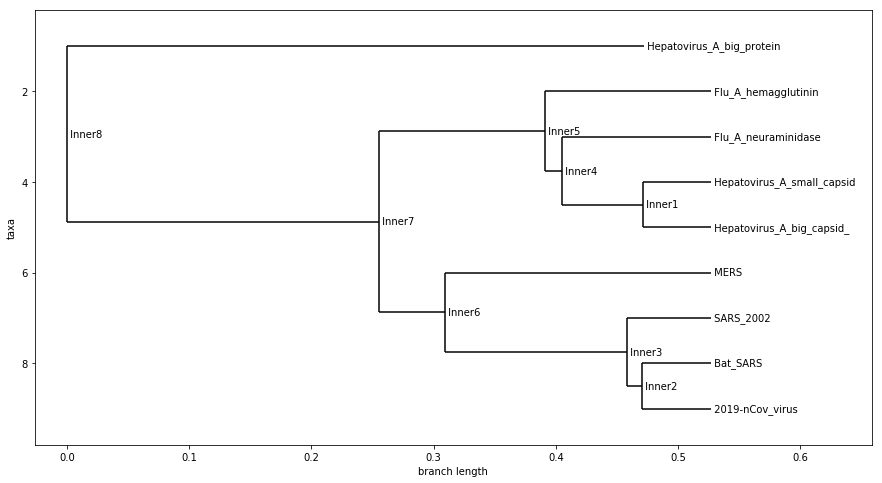 Hepatovirus_A_big_protein
2
Flu_A_hemagglutinin
Inner8
Inner5
Flu_A_neuraminidase
Inner4
4
Hepatovirus_A_small_capsid
Inner1
taxa
Inner7
Hepatovirus_A_big_capsid_
6
MERS
Inner6
SARS_2002
Inner3
8
Bat_SARS
Inner2
2019-nCov_virus
0.0 0.1 0.2 0.3 0.4 0.5 0.6
branch length